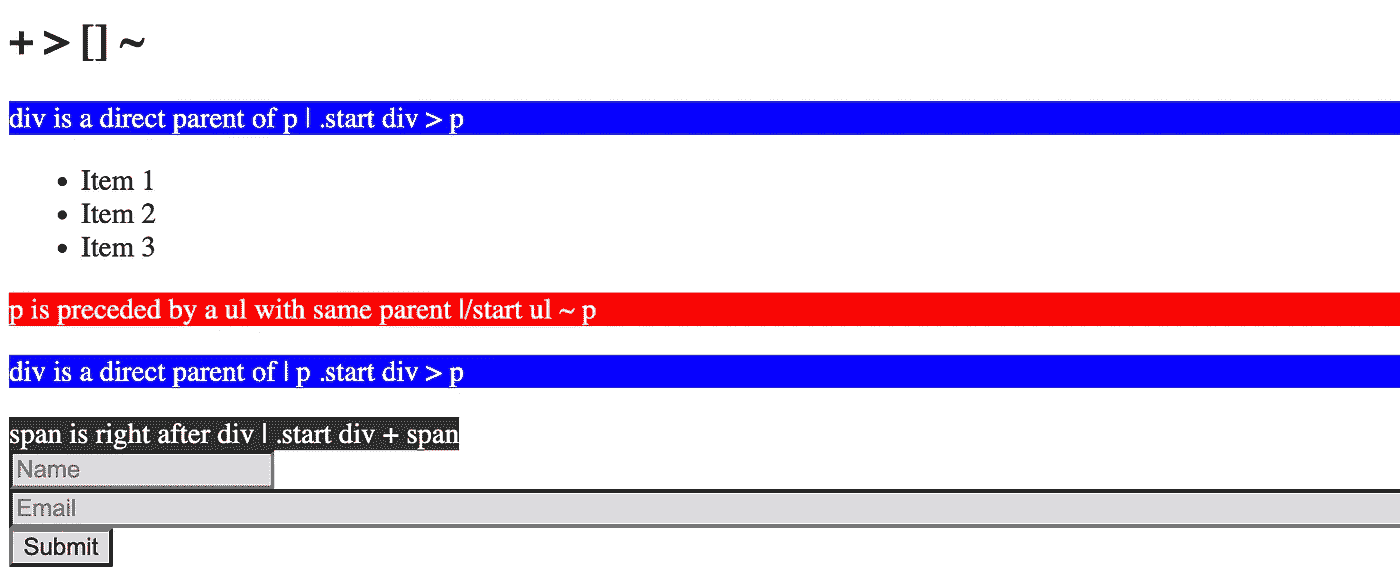 + > [] ~
div is a direct parent of p | .start div > p
Item 1
Item 2
Item 3
p is preceded by a ul with same parent |/start ul ~ p
div is a direct parent of | p .start div > p
span is right after div | .start div + span
Name
Email
Submit